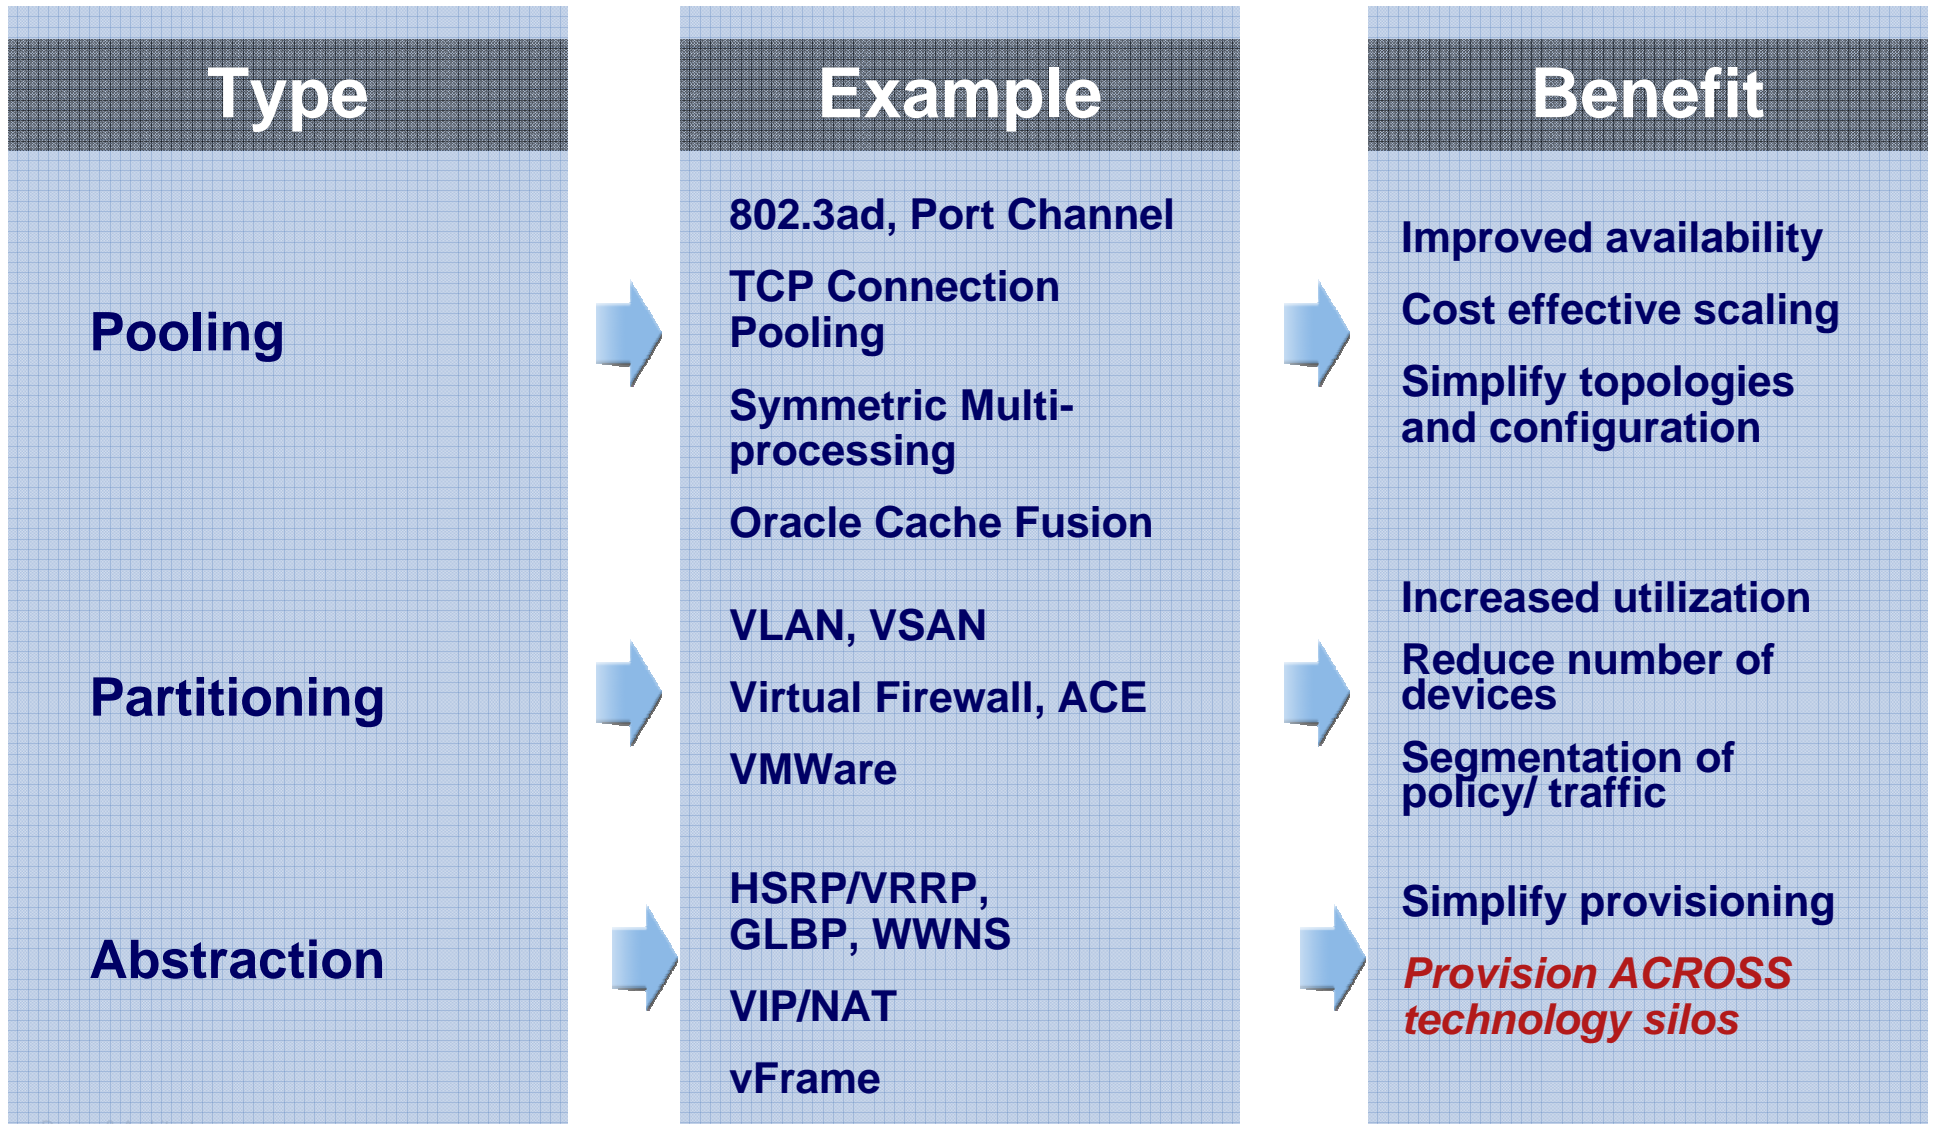 Type
Example
Benefit
Pooling
802.3ad, Port Channel
TCP Connection
Pooling
Symmetric Multi-
processing
Oracle Cache Fusion
Improved availability
Cost effective scaling
Simplify topologies
and configuration
Partitioning
VLAN, VSAN
Virtual Firewall, ACE
VMWare
Increased utilization
Reduce number of
devices
Segmentation of
policy/ traffic
Abstraction
HSRP/VRRP,
GLBP, WWNS
VIP/NAT
vFrame
Simplify provisioning
Provision ACROSS
technology silos